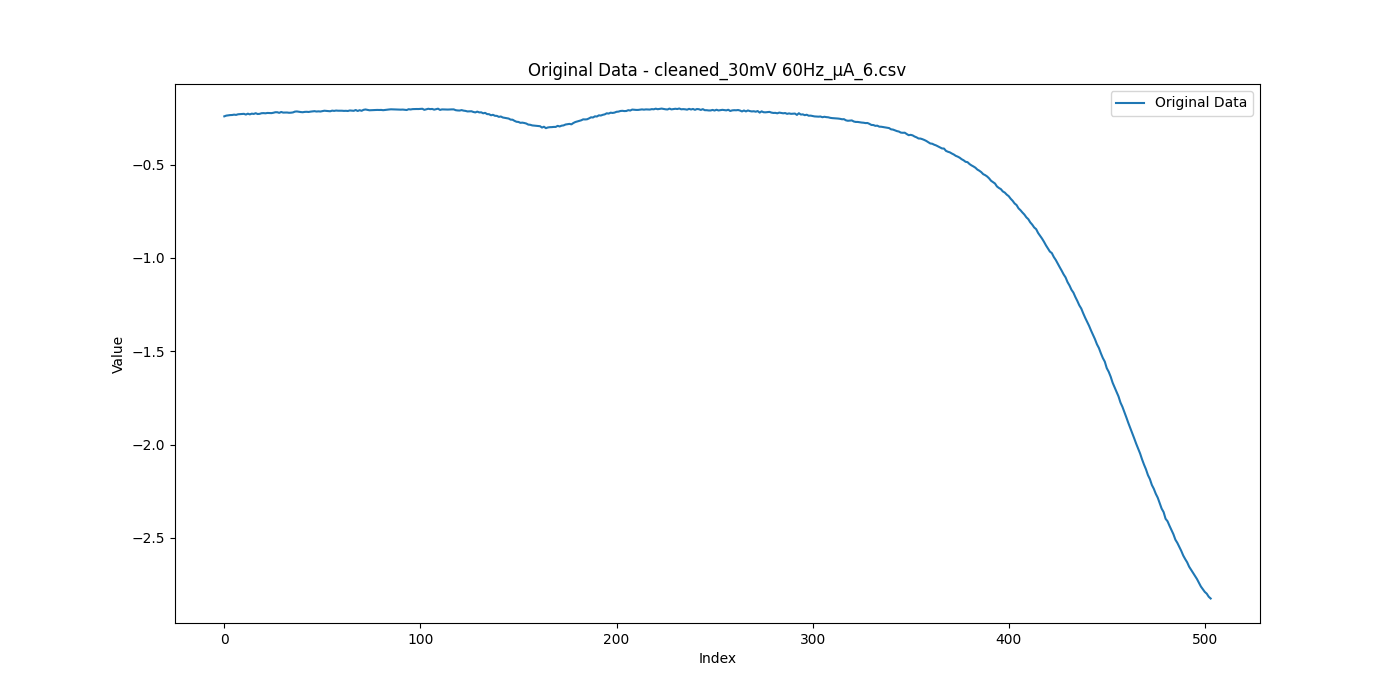 Original Data - cleaned_30mV 60Hz_μA_6.csv
Original Data
−0.5
−1.0
−1.5
−2.0
−2.5
Value
0 100 200 300 400 500
Index